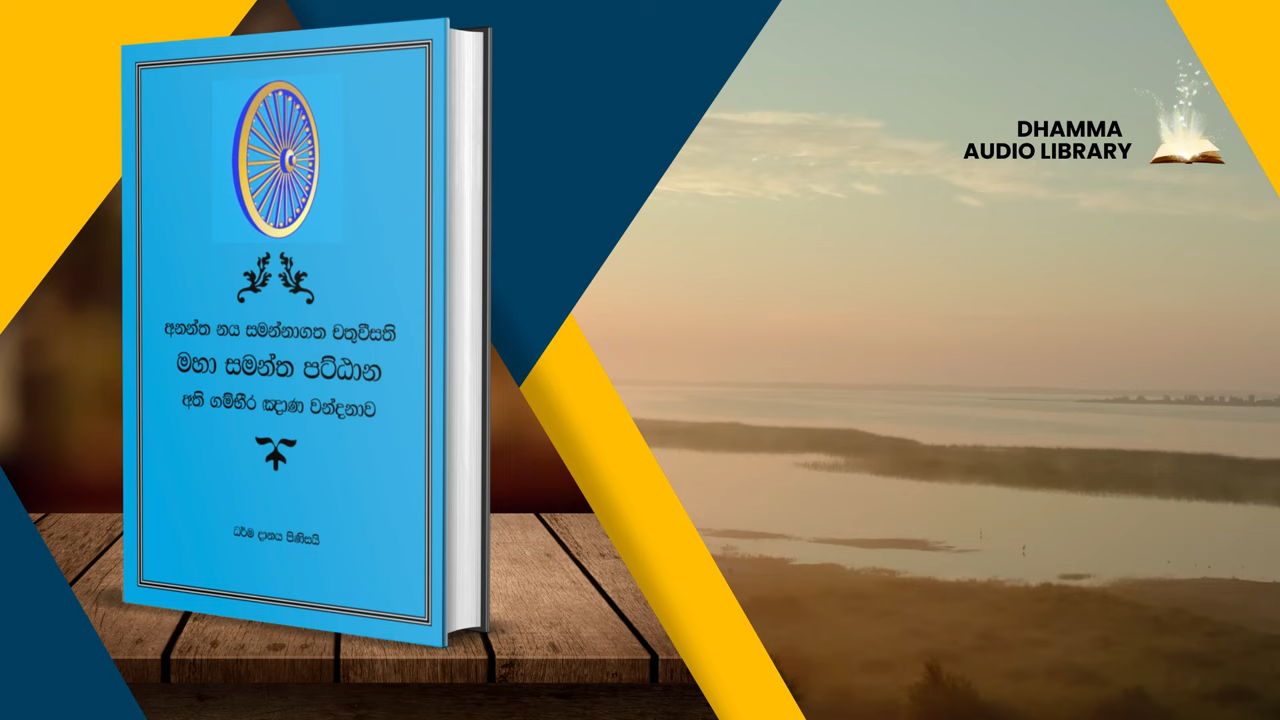 අනන්ත නය සමන්නාගත චතුවීසති
මහා සමන්ත පට්ඨාන
අති ගම්භීර ඤාණ වන්දනාව
ධර්ම දානය පිණිසයි
DHAMMA
AUDIO LIBRARY